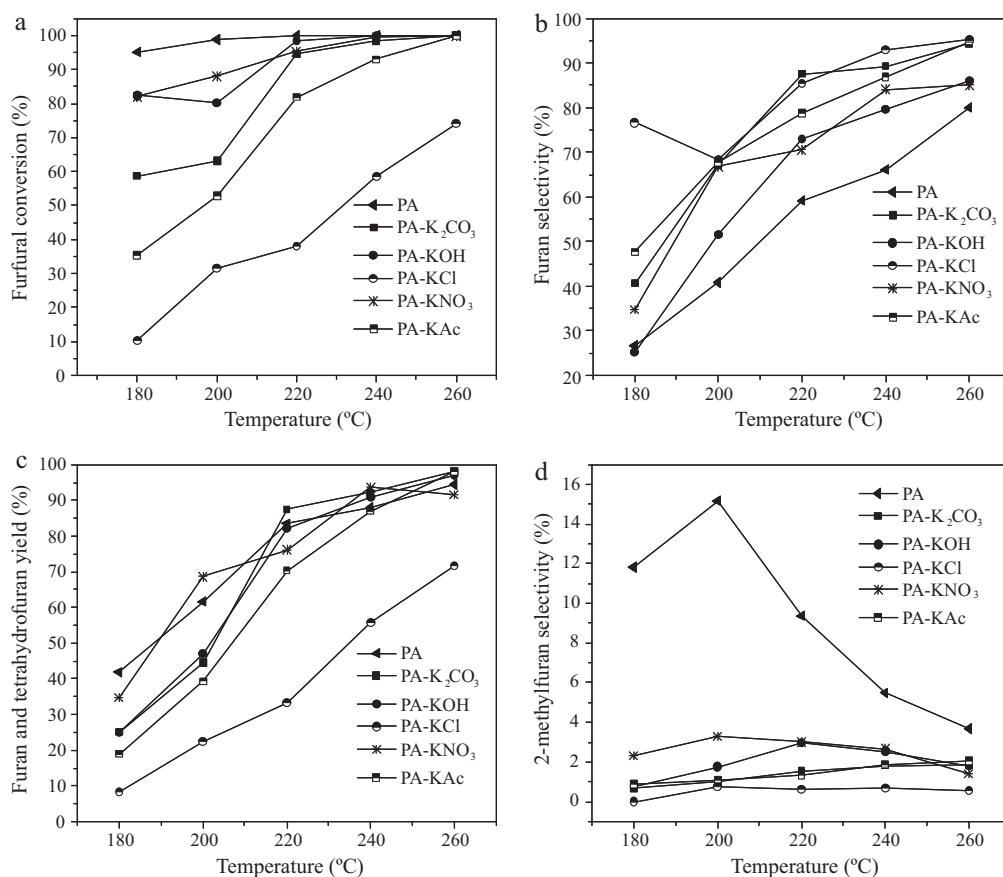 a
Furfural conversion (%)
100
90
80
70
60
50
40
30
20
10
0
180 200 220 240 260
Temperature (ºC)
PA
PA-K₂CO₃
PA-KOH
PA-KCl
PA-KNO₃
PA-KAc
b
Furan selectivity (%)
100
90
80
70
60
50
40
30
20
180 200 220 240 260
Temperature (ºC)
PA
PA-K₂CO₃
PA-KOH
PA-KCl
PA-KNO₃
PA-KAc
c
Furan and tetrahydrofuran yield (%)
100
90
80
70
60
50
40
30
20
10
0
180 200 220 240 260
Temperature (ºC)
PA
PA-K₂CO₃
PA-KOH
PA-KCl
PA-KNO₃
PA-KAc
d
2-methylfuran selectivity (%)
16
14
12
10
8
6
4
2
0
180 200 220 240 260
Temperature (ºC)
PA
PA-K₂CO₃
PA-KOH
PA-KCl
PA-KNO₃
PA-KAc